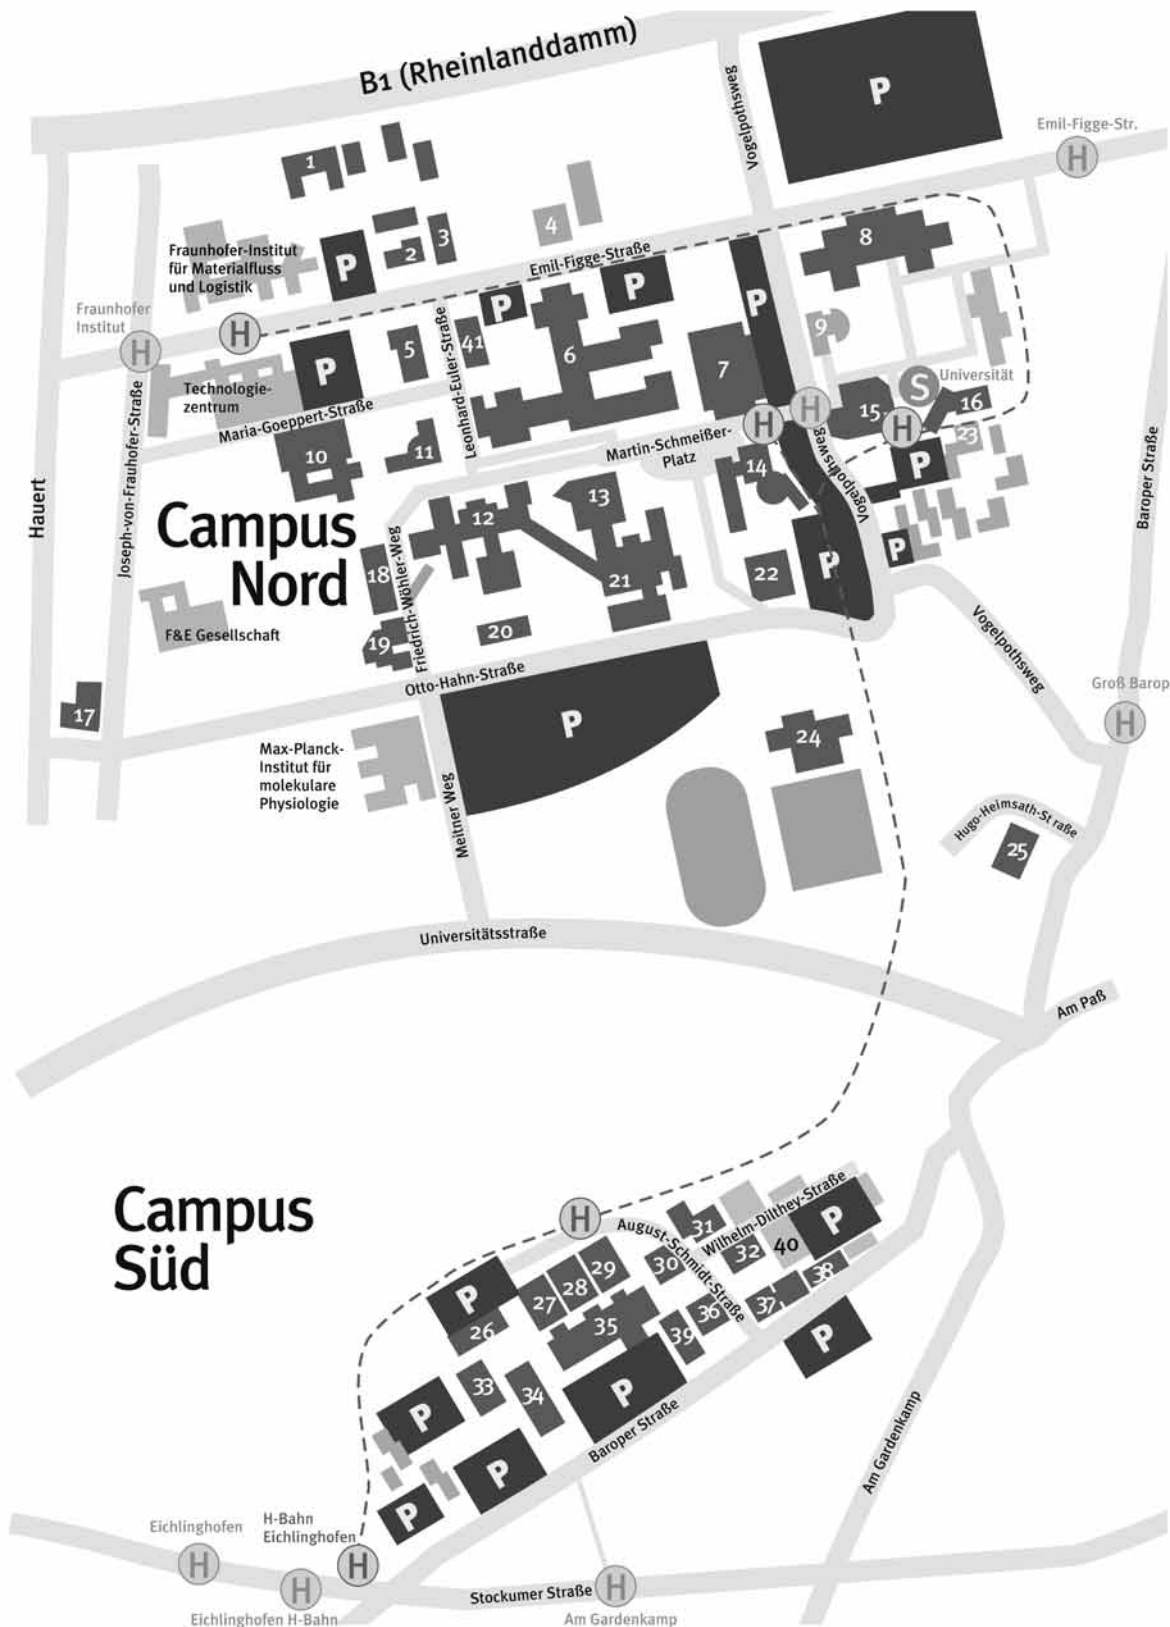 B1 (Rheinlanddamm)
Vogelpothsweg
P
Emil-Figge-Str.
H
1
Fraunhofer-Institut
für Materialfluss
und Logistik
P
2
3
4
Emil-Figge-Straße
8
Fraunhofer
Institut
H
H
P
P
P
9
Technologie-
zentrum
P
5
41
6
7
S
Universität
Maria-Goeppert-Straße
Leonhard-Euler-Straße
H
H
15
H
16
23
10
11
Martin-Schmeißer-
Platz
14
Vogelpothsweg
P
Hauert
Joseph-von-Frauhofer-Straße
Baroper Straße
Campus
Nord
12
13
18
Friedrich-Wöhler-Weg
21
22
P
P
F&E Gesellschaft
19
20
Otto-Hahn-Straße
Vogelpothsweg
17
P
24
Groß Barop
H
Max-Planck-
Institut für
molekulare
Physiologie
Meitner Weg
Hugo-Heimsath-Straße
25
Universitätsstraße
Am Paß
Campus
Süd
H
August-Schmidt-Straße
31
Wilhelm-Dilthey-Straße
P
30
32
40
P
26
27
28
29
35
39
36
37
38
P
33
34
P
P
P
P
Baroper Straße
Am Gardenkamp
Eichlinghofen
H
H-Bahn
Eichlinghofen
H
H
Eichlinghofen H-Bahn
Stockumer Straße
H
Am Gardenkamp